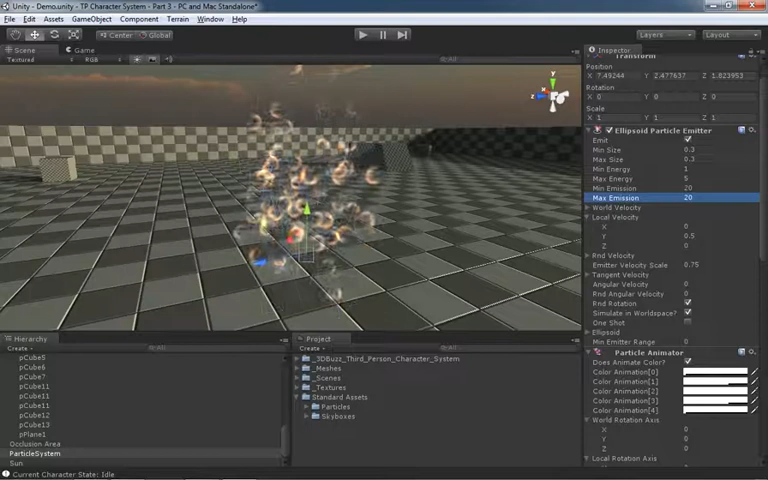 Unity - Demo.unity - TP Character System - Part 3 - PC and Mac Standalone*
File Edit Assets GameObject Component Terrain Window Help
Center Global Layers Layout
Scene Game
Textured RGB All
Inspector
Transform
Position
X 7.49244 Y 2.477637 Z 1.823953
Rotation
X 0 Y 0 Z 0
Scale
X 1 Y 1 Z 1
Ellipsoid Particle Emitter
Emit
Min Size 0.3
Max Size 0.3
Min Energy 1
Max Energy 5
Min Emission 20
Max Emission 20
World Velocity
Local Velocity
X 0
Y 0.5
Z 0
Rnd Velocity
Emitter Velocity Scale 0.75
Tangent Velocity
Angular Velocity 0
Rnd Angular Velocity 0
Rnd Rotation
Simulate in Worldspace?
One Shot
Ellipsoid
Min Emitter Range 0
Particle Animator
Does Animate Color?
Color Animation[0]
Color Animation[1]
Color Animation[2]
Color Animation[3]
Color Animation[4]
World Rotation Axis
X 0
Y 0
Z 0
Local Rotation Axis
y
x
z
Hierarchy
Create All
pCube5
pCube6
pCube7
pCube11
pCube11
pCube11
pCube12
pCube13
pPlane1
Occlusion Area
ParticleSystem
Sun
Project
Create All
_3DBuzz_Third_Person_Character_System
_Meshes
_Scenes
_Textures
Standard Assets
Particles
Skyboxes
Current Character State: Idle